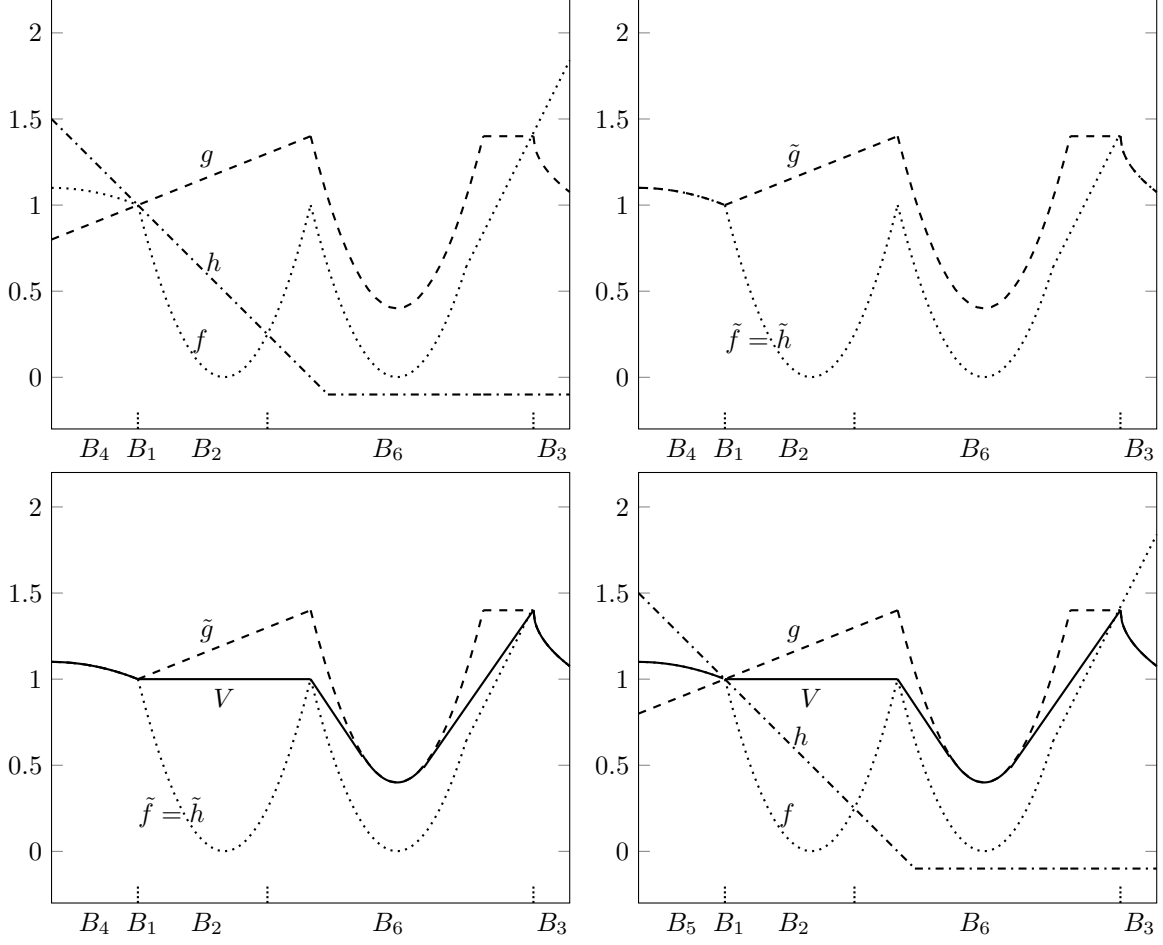 2
1.5
1
0.5
0
g
h
f
B₄ B₁ B₂ B₆ B₃
2
1.5
1
0.5
0
g̃
f̃ = h̃
B₄ B₁ B₂ B₆ B₃
2
1.5
1
0.5
0
g̃
V
f̃ = h̃
B₄ B₁ B₂ B₆ B₃
2
1.5
1
0.5
0
g
V
h
f
B₅ B₁ B₂ B₆ B₃